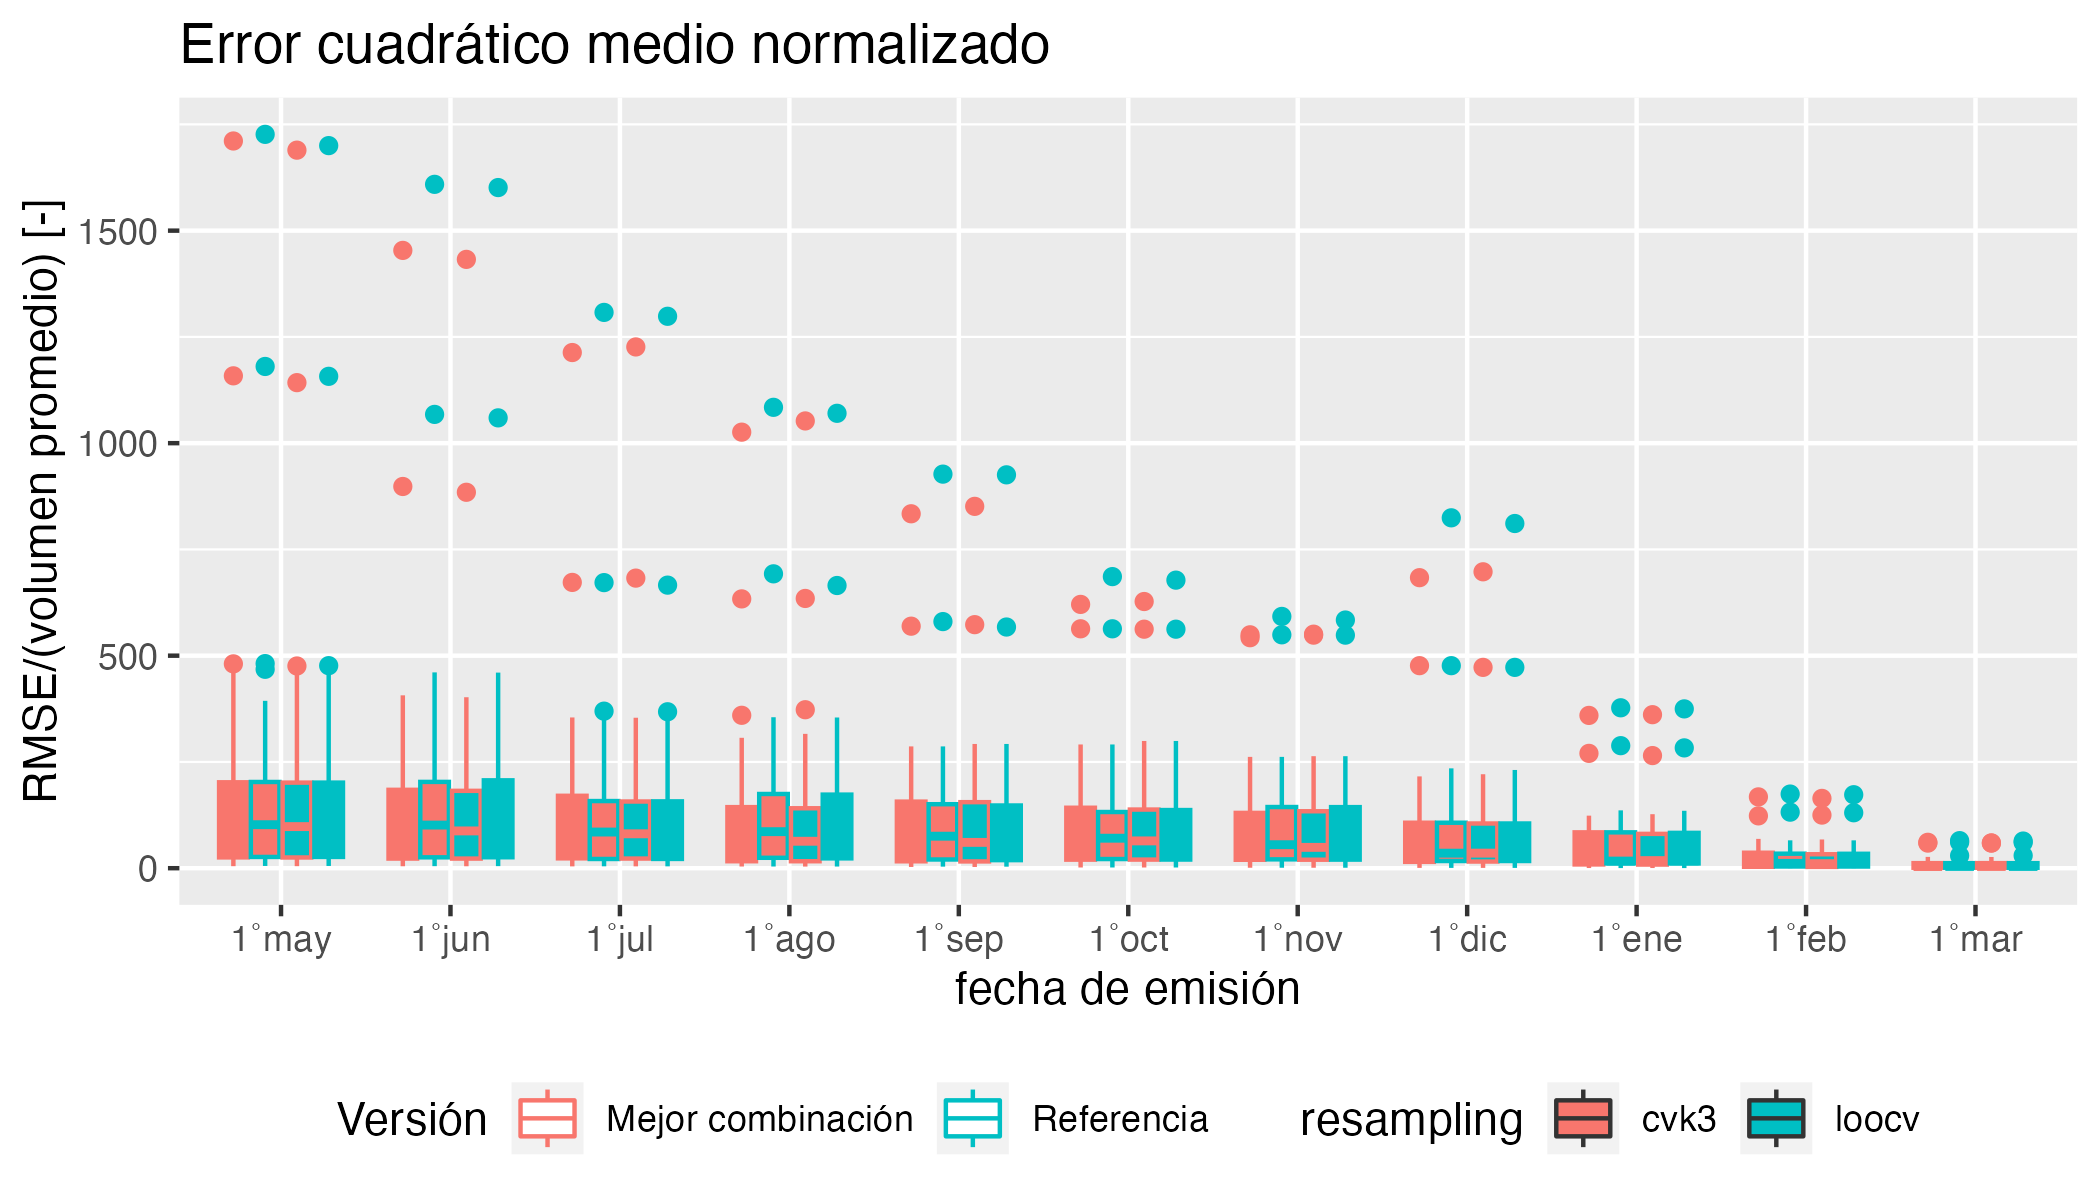 Error cuadrático medio normalizado
RMSE/(volumen promedio) [-]
1500
1000
500
0
1°may 1°jun 1°jul 1°ago 1°sep 1°oct 1°nov 1°dic 1°ene 1°feb 1°mar
fecha de emisión
Versión Mejor combinación Referencia resampling cvk3 loocv